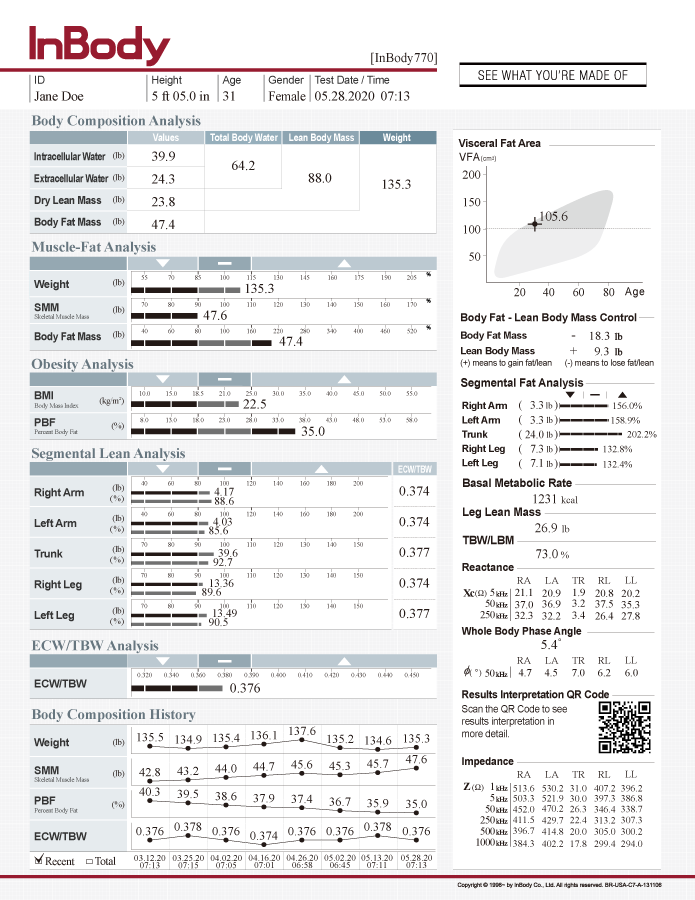 InBody
[InBody770]
SEE WHAT YOU'RE MADE OF
ID Height Age Gender Test Date / Time
Jane Doe 5 ft 05.0 in 31 Female 05.28.2020 07:13
Body Composition Analysis
Values Total Body Water Lean Body Mass Weight
Intracellular Water (lb) 39.9
64.2
Extracellular Water (lb) 24.3
88.0
135.3
Dry Lean Mass (lb) 23.8
Body Fat Mass (lb) 47.4
Muscle-Fat Analysis
Weight (lb) 55 70 85 100 115 130 145 160 175 190 205 %
135.3
SMM (lb) 70 80 90 100 110 120 130 140 150 160 170 %
Skeletal Muscle Mass
47.6
Body Fat Mass (lb) 40 60 80 100 160 220 280 340 400 460 520 %
47.4
Obesity Analysis
BMI (kg/m²) 10.0 15.0 18.5 21.0 25.0 30.0 35.0 40.0 45.0 50.0 55.0
Body Mass Index
22.5
PBF (%) 8.0 13.0 18.0 23.0 28.0 33.0 38.0 43.0 48.0 53.0 58.0
Percent Body Fat
35.0
Segmental Lean Analysis
ECW/TBW
Right Arm (lb) (%) 40 60 80 100 120 140 160 180 200
4.17
88.6
0.374
Left Arm (lb) (%) 40 60 80 100 120 140 160 180 200
4.03
85.6
0.374
Trunk (lb) (%) 70 80 90 100 110 120 130 140 150
39.6
92.7
0.377
Right Leg (lb) (%) 70 80 90 100 110 120 130 140 150
13.36
89.6
0.374
Left Leg (lb) (%) 70 80 90 100 110 120 130 140 150
13.49
90.5
0.377
ECW/TBW Analysis
ECW/TBW 0.320 0.340 0.360 0.380 0.390 0.400 0.410 0.420 0.430 0.440 0.450
0.376
Body Composition History
Weight (lb) 135.5 134.9 135.4 136.1 137.6 135.2 134.6 135.3
SMM (lb) 42.8 43.2 44.0 44.7 45.6 45.3 45.7 47.6
Skeletal Muscle Mass
PBF (%) 40.3 39.5 38.6 37.9 37.4 36.7 35.9 35.0
Percent Body Fat
ECW/TBW 0.376 0.378 0.376 0.374 0.376 0.376 0.378 0.376
Recent Total 03.12.20 03.25.20 04.02.20 04.16.20 04.26.20 05.02.20 05.13.20 05.28.20
07:13 07:15 07:05 07:01 06:58 06:45 07:11 07:13
Visceral Fat Area
VFA(cm²)
200
150
100
50
105.6
20 40 60 80 Age
Body Fat - Lean Body Mass Control
Body Fat Mass - 18.3 lb
Lean Body Mass + 9.3 lb
(+) means to gain fat/lean (-) means to lose fat/lean
Segmental Fat Analysis
Right Arm ( 3.3 lb ) 156.0%
Left Arm ( 3.3 lb ) 158.9%
Trunk ( 24.0 lb ) 202.2%
Right Leg ( 7.3 lb ) 132.8%
Left Leg ( 7.1 lb ) 132.4%
Basal Metabolic Rate
1231 kcal
Leg Lean Mass
26.9 lb
TBW/LBM
73.0 %
Reactance
RA LA TR RL LL
Xc(Ω) 5kHz 21.1 20.9 1.9 20.8 20.2
50kHz 37.0 36.9 3.2 37.5 35.3
250kHz 32.3 32.2 3.4 26.4 27.8
Whole Body Phase Angle
5.4°
RA LA TR RL LL
ϕ(°) 50kHz 4.7 4.5 7.0 6.2 6.0
Results Interpretation QR Code
Scan the QR Code to see
results interpretation in
more detail.
Impedance
RA LA TR RL LL
Z(Ω) 1kHz 513.6 530.2 31.0 407.2 396.2
5kHz 503.3 521.9 30.0 397.3 386.8
50kHz 452.0 470.2 26.3 346.4 338.7
250kHz 411.5 429.7 22.4 313.2 307.3
500kHz 396.7 414.8 20.0 305.0 300.2
1000kHz 384.3 402.2 17.8 299.4 294.0
Copyright © 1996~ by InBody Co., Ltd. All rights reserved. BR-USA-C7-A-131106